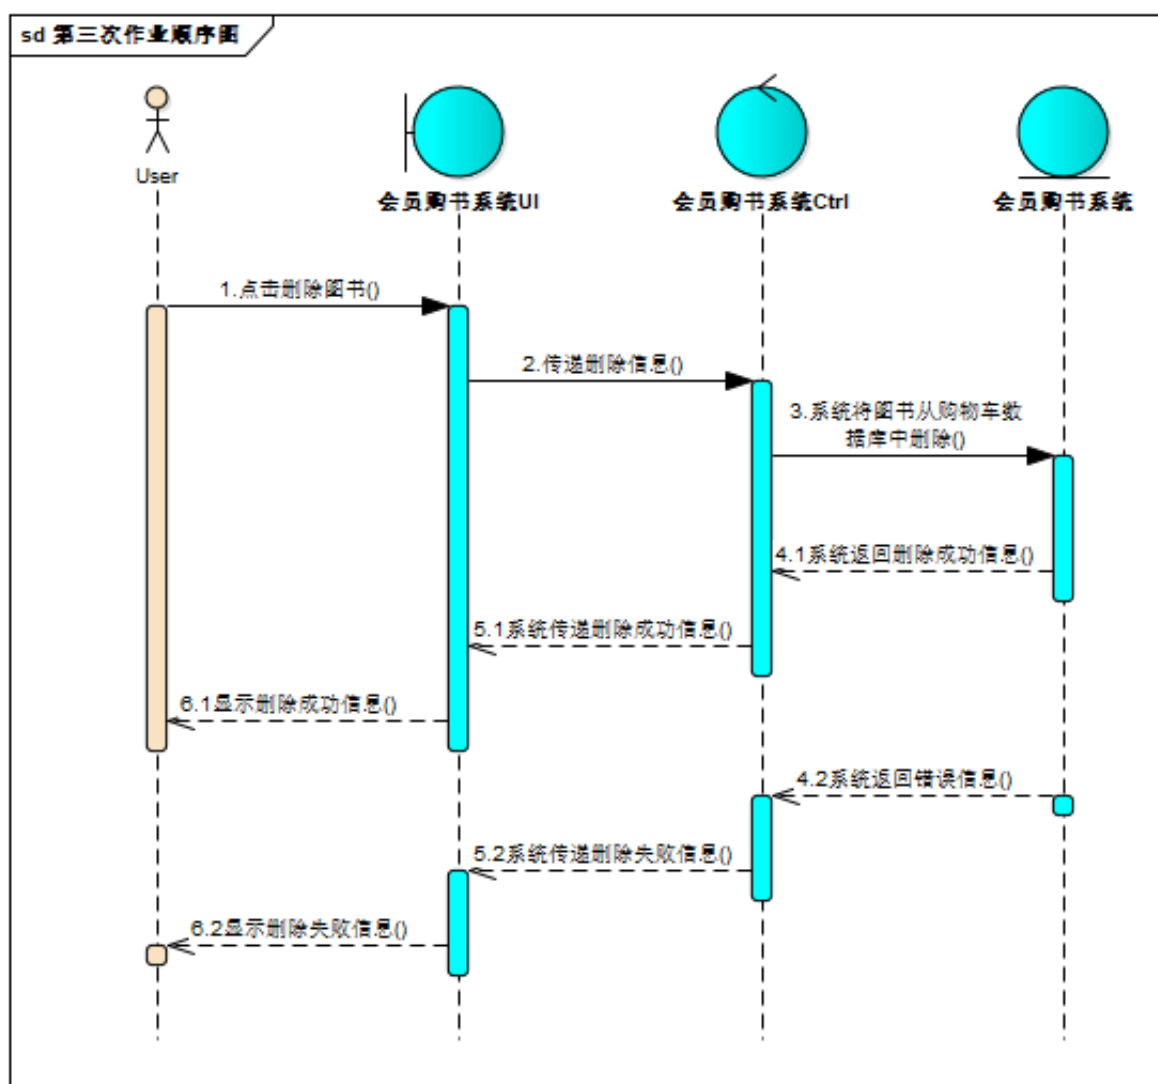 sd 第三次作业顺序图
User
会员购书系统UI
会员购书系统Ctrl
会员购书系统
1.点击删除图书()
2.传递删除信息()
3.系统将图书从购物车数
据库中删除()
4.1系统返回删除成功信息()
5.1系统传递删除成功信息()
6.1显示删除成功信息()
4.2系统返回错误信息()
5.2系统传递删除失败信息()
6.2显示删除失败信息()